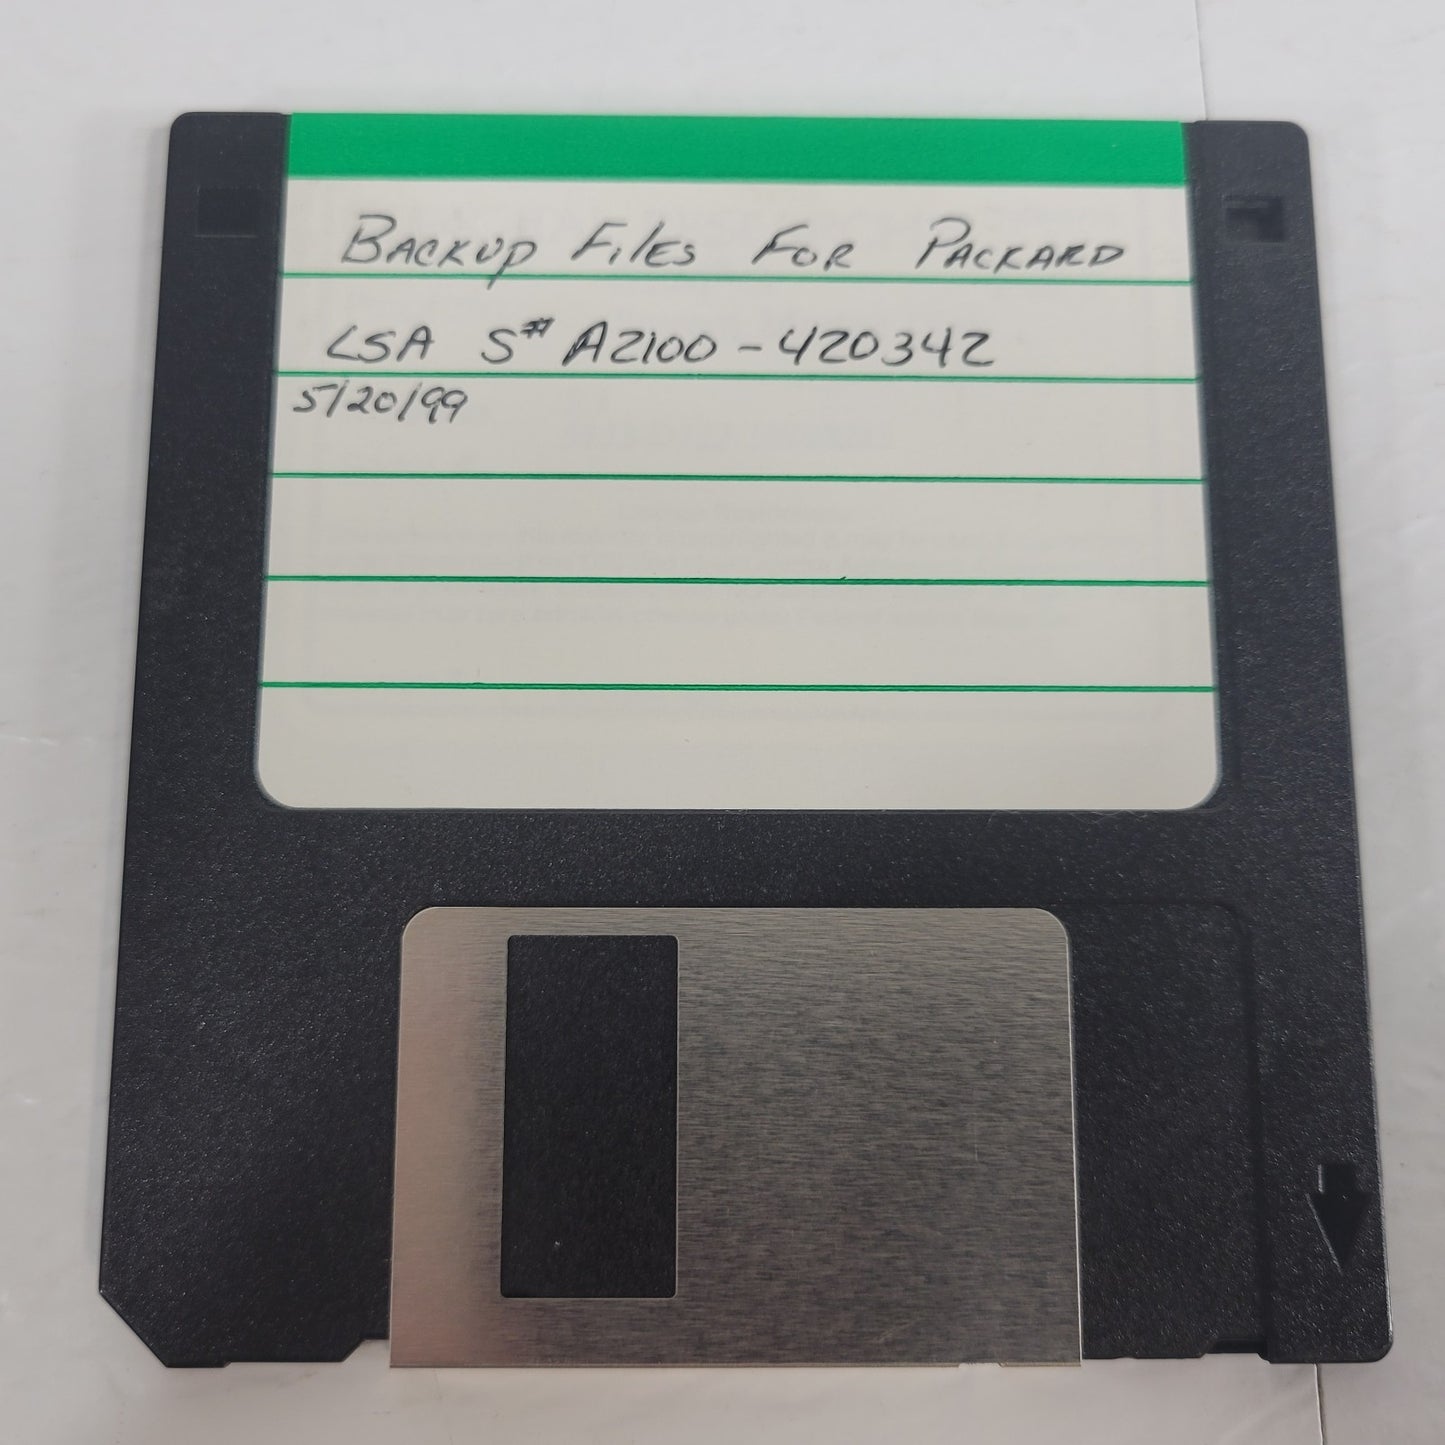 Backup Files For Packard
LSA S# A2100-420342
5/20/99